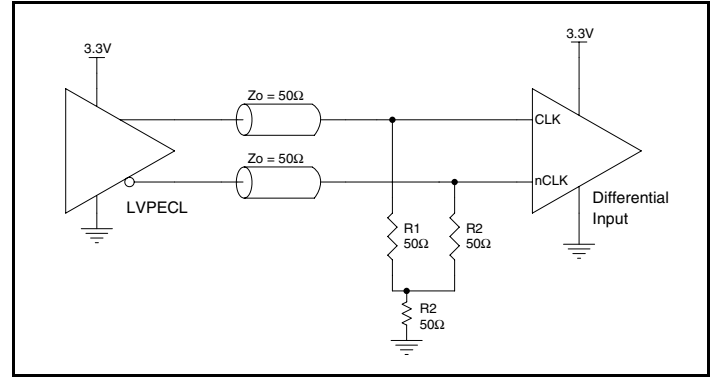 3.3V
3.3V
Zo = 50Ω
CLK
Zo = 50Ω
nCLK
LVPECL
Differential
Input
R1
50Ω
R2
50Ω
R2
50Ω